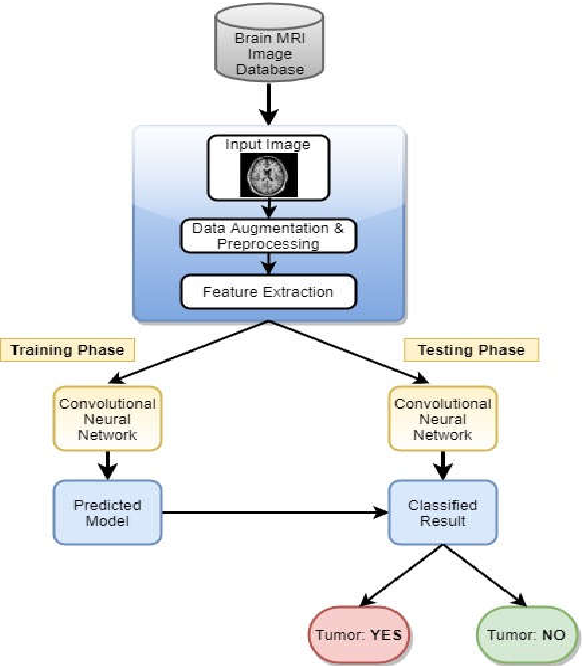 Brain MRI
Image
Database
Input Image
Data Augmentation &
Preprocessing
Feature Extraction
Training Phase
Testing Phase
Convolutional
Neural
Network
Convolutional
Neural
Network
Predicted
Model
Classified
Result
Tumor: YES
Tumor: NO